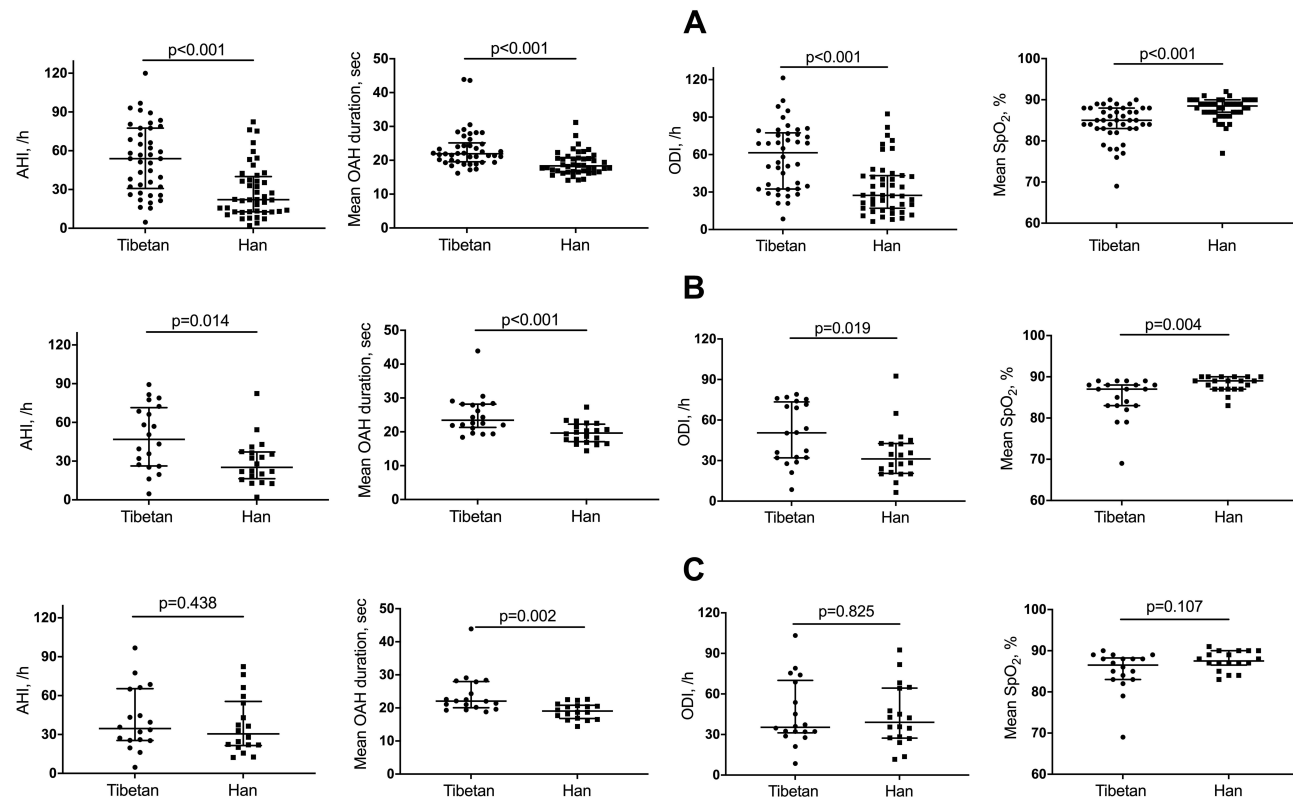 A
p<0.001
AHI, /h
120
90
60
30
0
Tibetan Han
p<0.001
Mean OAH duration, sec
50
40
30
20
10
0
Tibetan Han
p<0.001
ODI, /h
120
90
60
30
0
Tibetan Han
p<0.001
Mean SpO₂, %
100
90
80
70
60
Tibetan Han
B
p=0.014
AHI, /h
120
90
60
30
0
Tibetan Han
p<0.001
Mean OAH duration, sec
50
40
30
20
10
0
Tibetan Han
p=0.019
ODI, /h
120
90
60
30
0
Tibetan Han
p=0.004
Mean SpO₂, %
100
90
80
70
60
Tibetan Han
C
p=0.438
AHI, /h
120
90
60
30
0
Tibetan Han
p=0.002
Mean OAH duration, sec
50
40
30
20
10
0
Tibetan Han
p=0.825
ODI, /h
120
90
60
30
0
Tibetan Han
p=0.107
Mean SpO₂, %
100
90
80
70
60
Tibetan Han